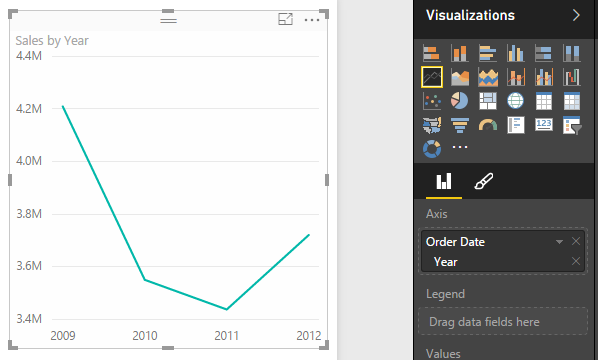 Sales by Year
4.4M
4.2M
4.0M
3.8M
3.6M
3.4M
2009 2010 2011 2012
Visualizations
123
Axis
Order Date
Year
Legend
Drag data fields here
Values